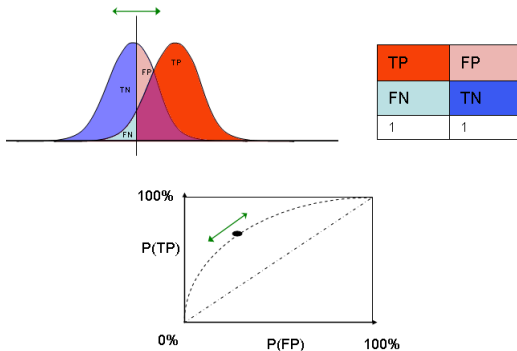 TN
FP
TP
FN
TP FP
FN TN
1 1
100%
P(TP)
0%
P(FP)
100%